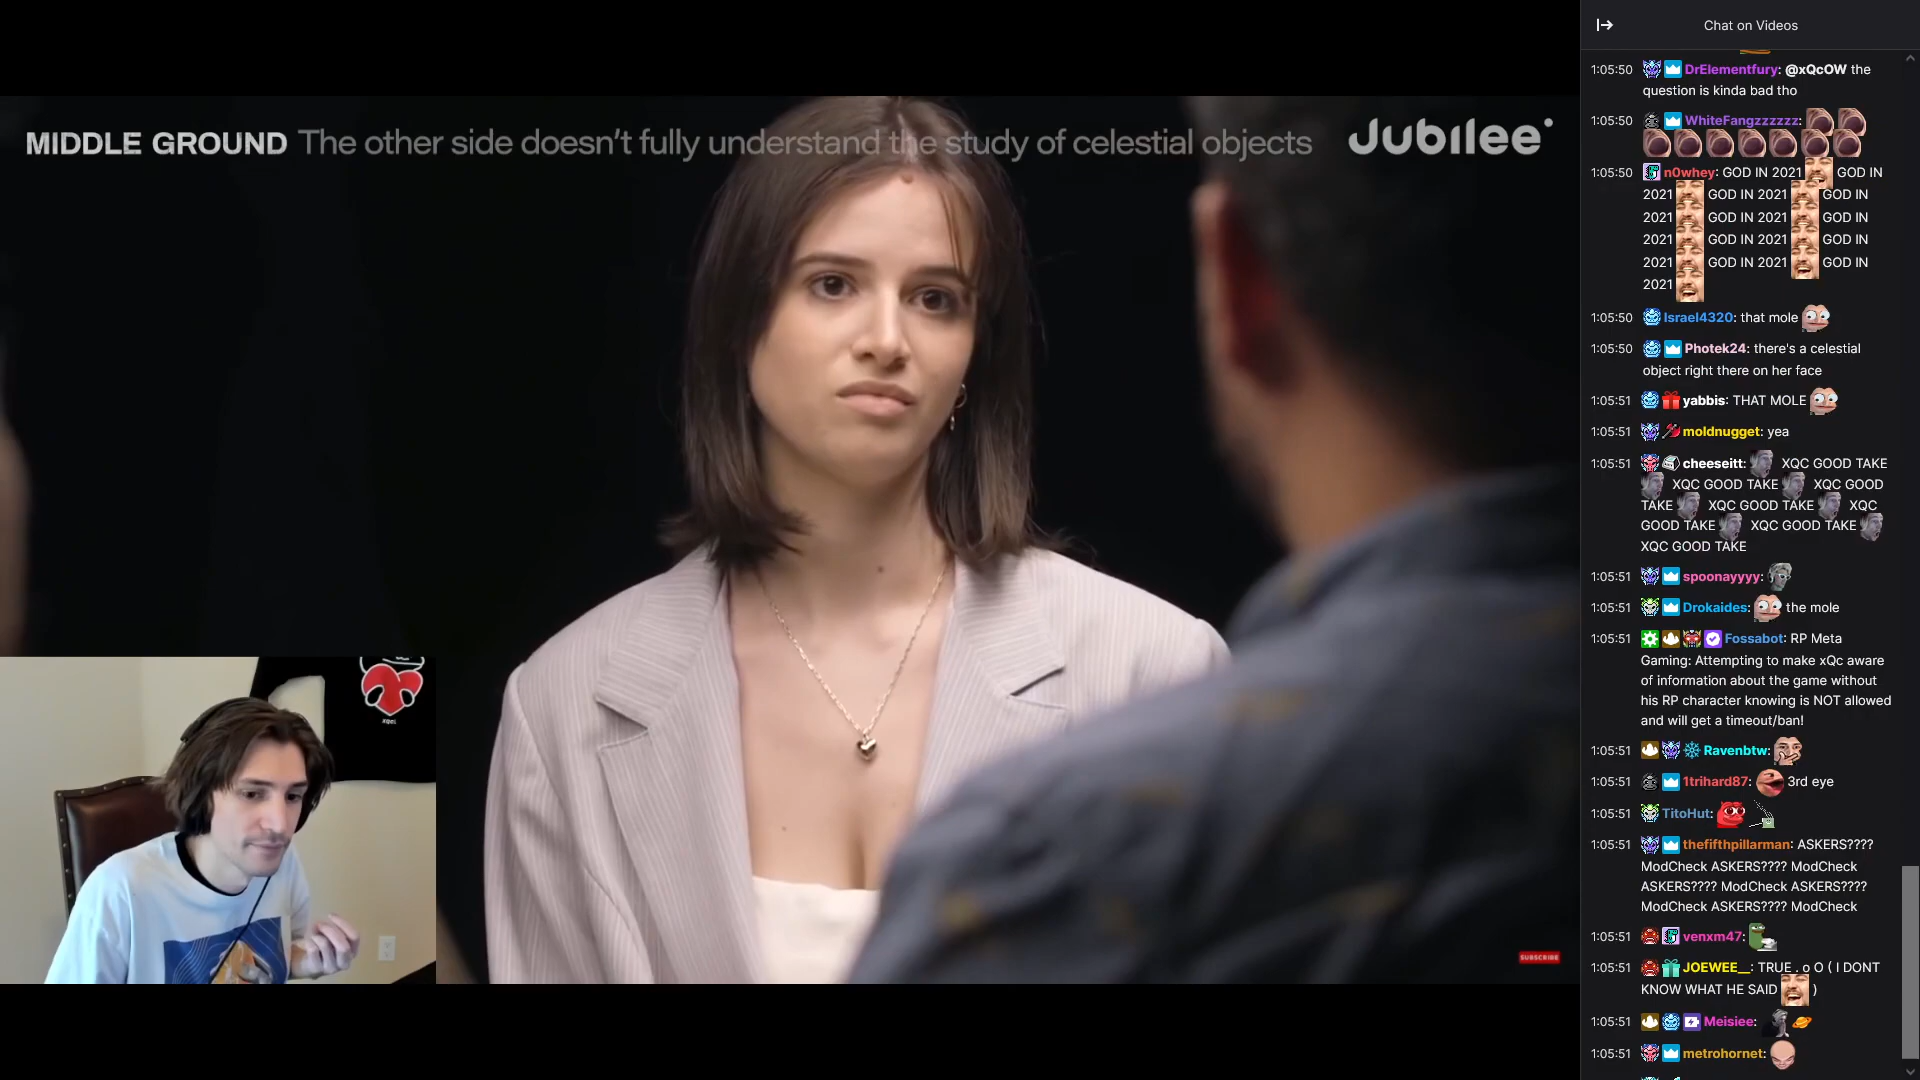 MIDDLE GROUND The other side doesn't fully understand the study of celestial objects
Jubilee
SUBSCRIBE
xqcL
Chat on Videos
1:05:50 DrElementfury: @xQcOW the
question is kinda bad tho
1:05:50 WhiteFangzzzzzz:
1:05:50 n0whey: GOD IN 2021 GOD IN
2021 GOD IN 2021 GOD IN
2021 GOD IN 2021 GOD IN
2021 GOD IN 2021 GOD IN
2021 GOD IN 2021 GOD IN
2021
1:05:50 Israel4320: that mole
1:05:50 Photek24: there's a celestial
object right there on her face
1:05:51 yabbis: THAT MOLE
1:05:51 moldnugget: yea
1:05:51 cheeseitt: XQC GOOD TAKE
XQC GOOD TAKE XQC GOOD
TAKE XQC GOOD TAKE XQC
GOOD TAKE XQC GOOD TAKE
XQC GOOD TAKE
1:05:51 spoonayyyy:
1:05:51 Drokaides: the mole
1:05:51 Fossabot: RP Meta
Gaming: Attempting to make xQc aware
of information about the game without
his RP character knowing is NOT allowed
and will get a timeout/ban!
1:05:51 Ravenbtw:
1:05:51 1trihard87: 3rd eye
1:05:51 TitoHut:
1:05:51 thefifthpillarman: ASKERS????
ModCheck ASKERS???? ModCheck
ASKERS???? ModCheck ASKERS????
ModCheck ASKERS???? ModCheck
1:05:51 venxm47:
1:05:51 JOEWEE__: TRUE . o O ( I DONT
KNOW WHAT HE SAID )
1:05:51 Meisiee:
1:05:51 metrohornet: